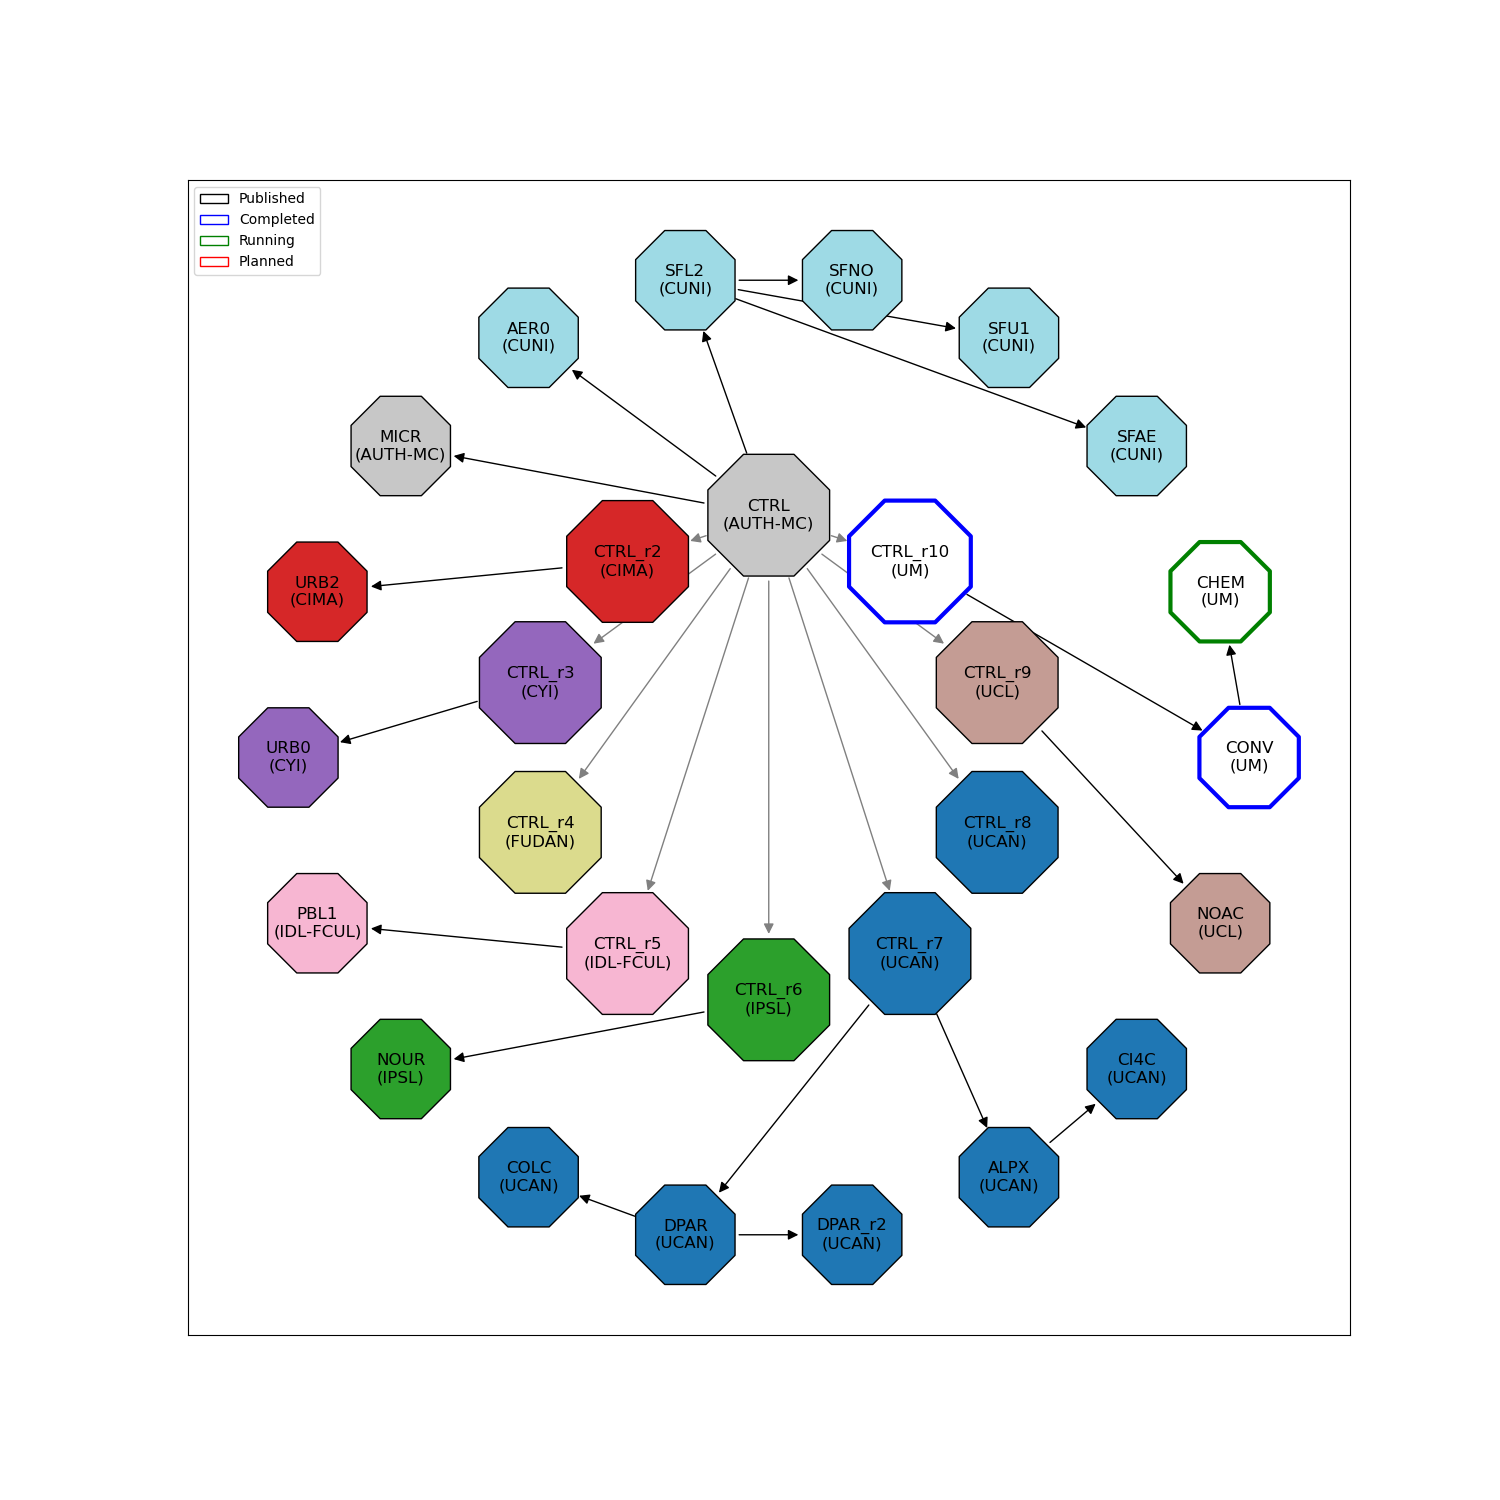 Published
Completed
Running
Planned
SFL2
(CUNI)
SFNO
(CUNI)
AER0
(CUNI)
SFU1
(CUNI)
MICR
(AUTH-MC)
SFAE
(CUNI)
CTRL
(AUTH-MC)
CTRL_r2
(CIMA)
CTRL_r10
(UM)
URB2
(CIMA)
CHEM
(UM)
CTRL_r3
(CYI)
CTRL_r9
(UCL)
URB0
(CYI)
CONV
(UM)
CTRL_r4
(FUDAN)
CTRL_r8
(UCAN)
PBL1
(IDL-FCUL)
NOAC
(UCL)
CTRL_r5
(IDL-FCUL)
CTRL_r7
(UCAN)
CTRL_r6
(IPSL)
NOUR
(IPSL)
CI4C
(UCAN)
COLC
(UCAN)
ALPX
(UCAN)
DPAR
(UCAN)
DPAR_r2
(UCAN)